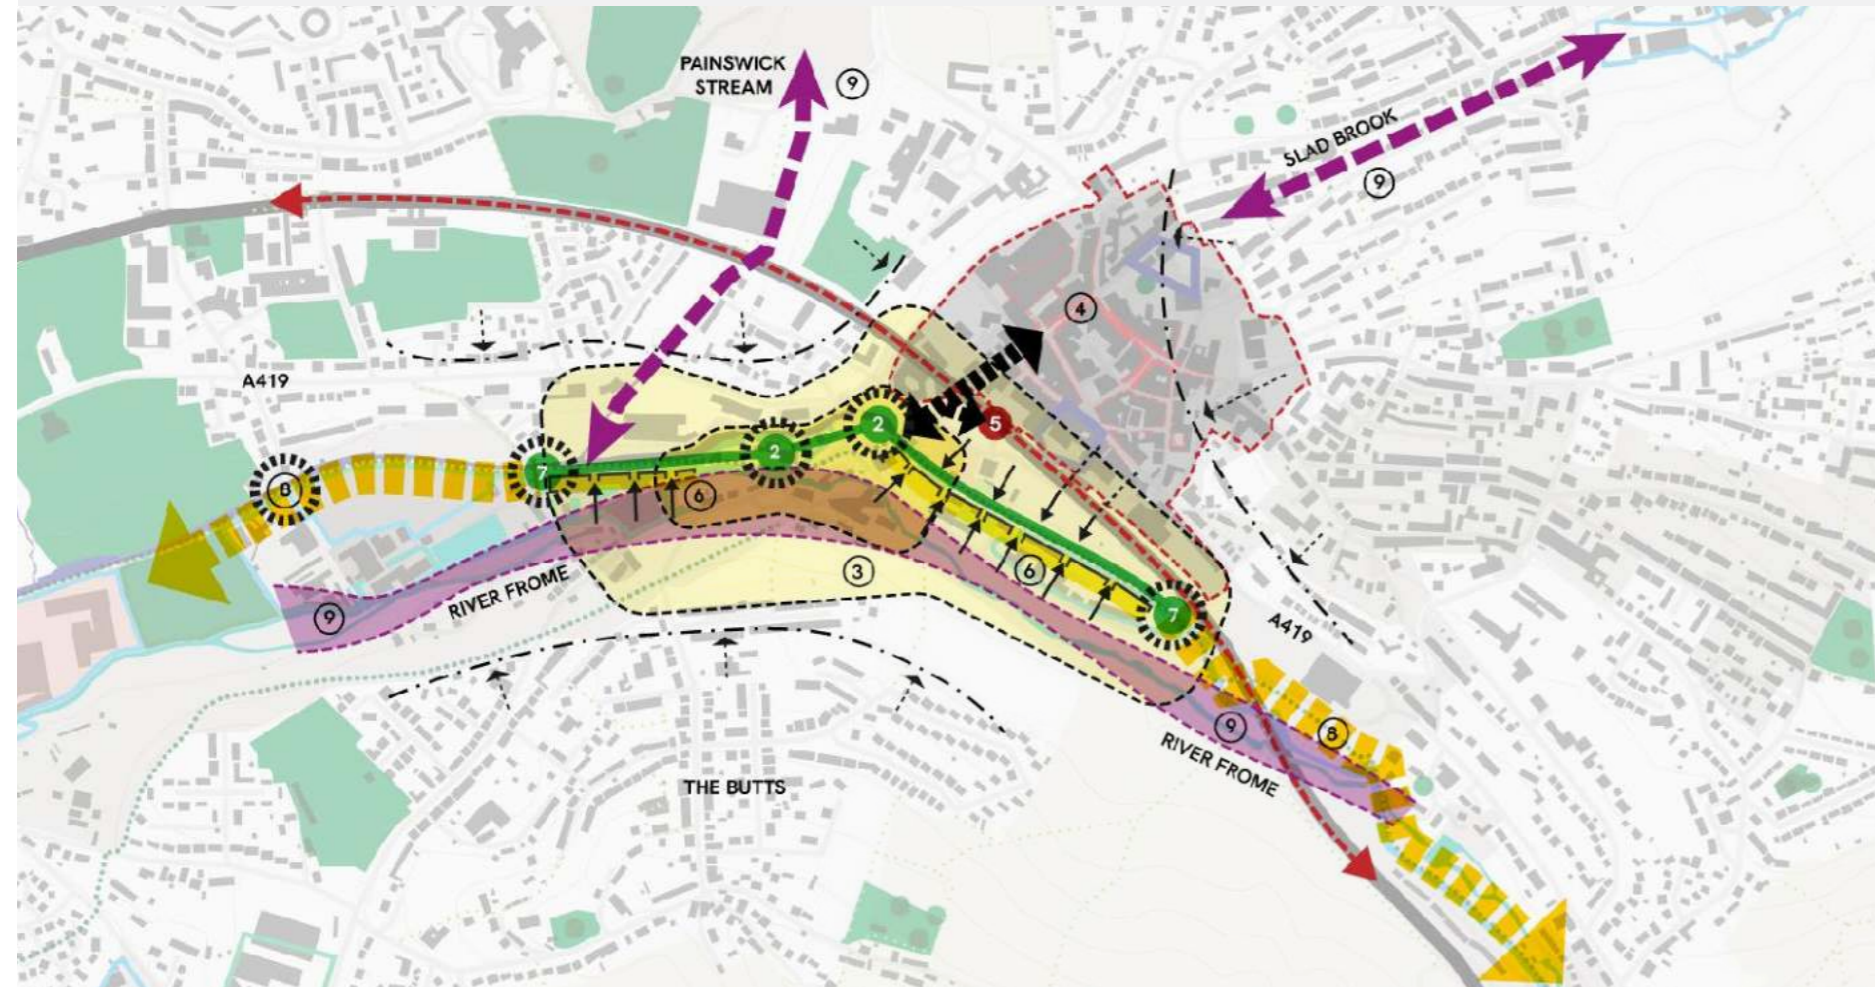 PAINSWICK
STREAM
9
SLAD BROOK
9
4
A419
2
5
2
7
8
6
3
6
RIVER FROME
9
7
A419
9
8
RIVER FROME
THE BUTTS